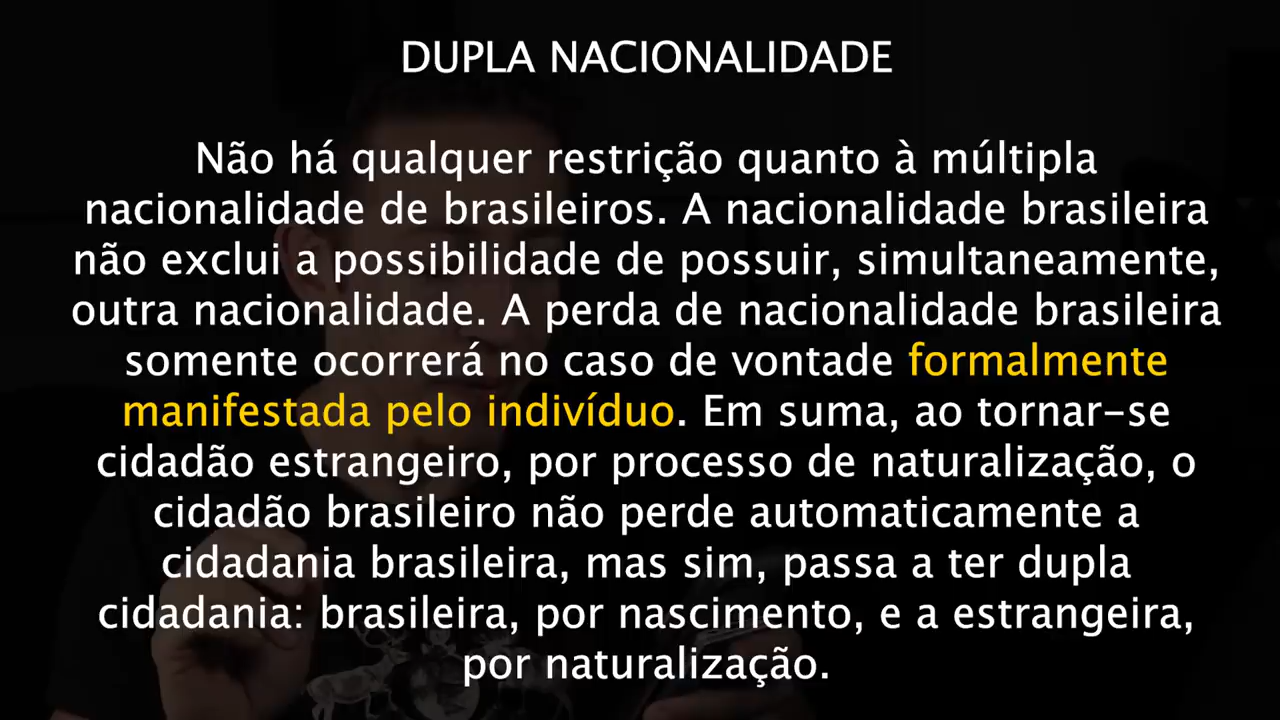 DUPLA NACIONALIDADE
Não há qualquer restrição quanto à múltipla
nacionalidade de brasileiros. A nacionalidade brasileira
não exclui a possibilidade de possuir, simultaneamente,
outra nacionalidade. A perda de nacionalidade brasileira
somente ocorrerá no caso de vontade formalmente
manifestada pelo indivíduo. Em suma, ao tornar-se
cidadão estrangeiro, por processo de naturalização, o
cidadão brasileiro não perde automaticamente a
cidadania brasileira, mas sim, passa a ter dupla
cidadania: brasileira, por nascimento, e a estrangeira,
por naturalização.